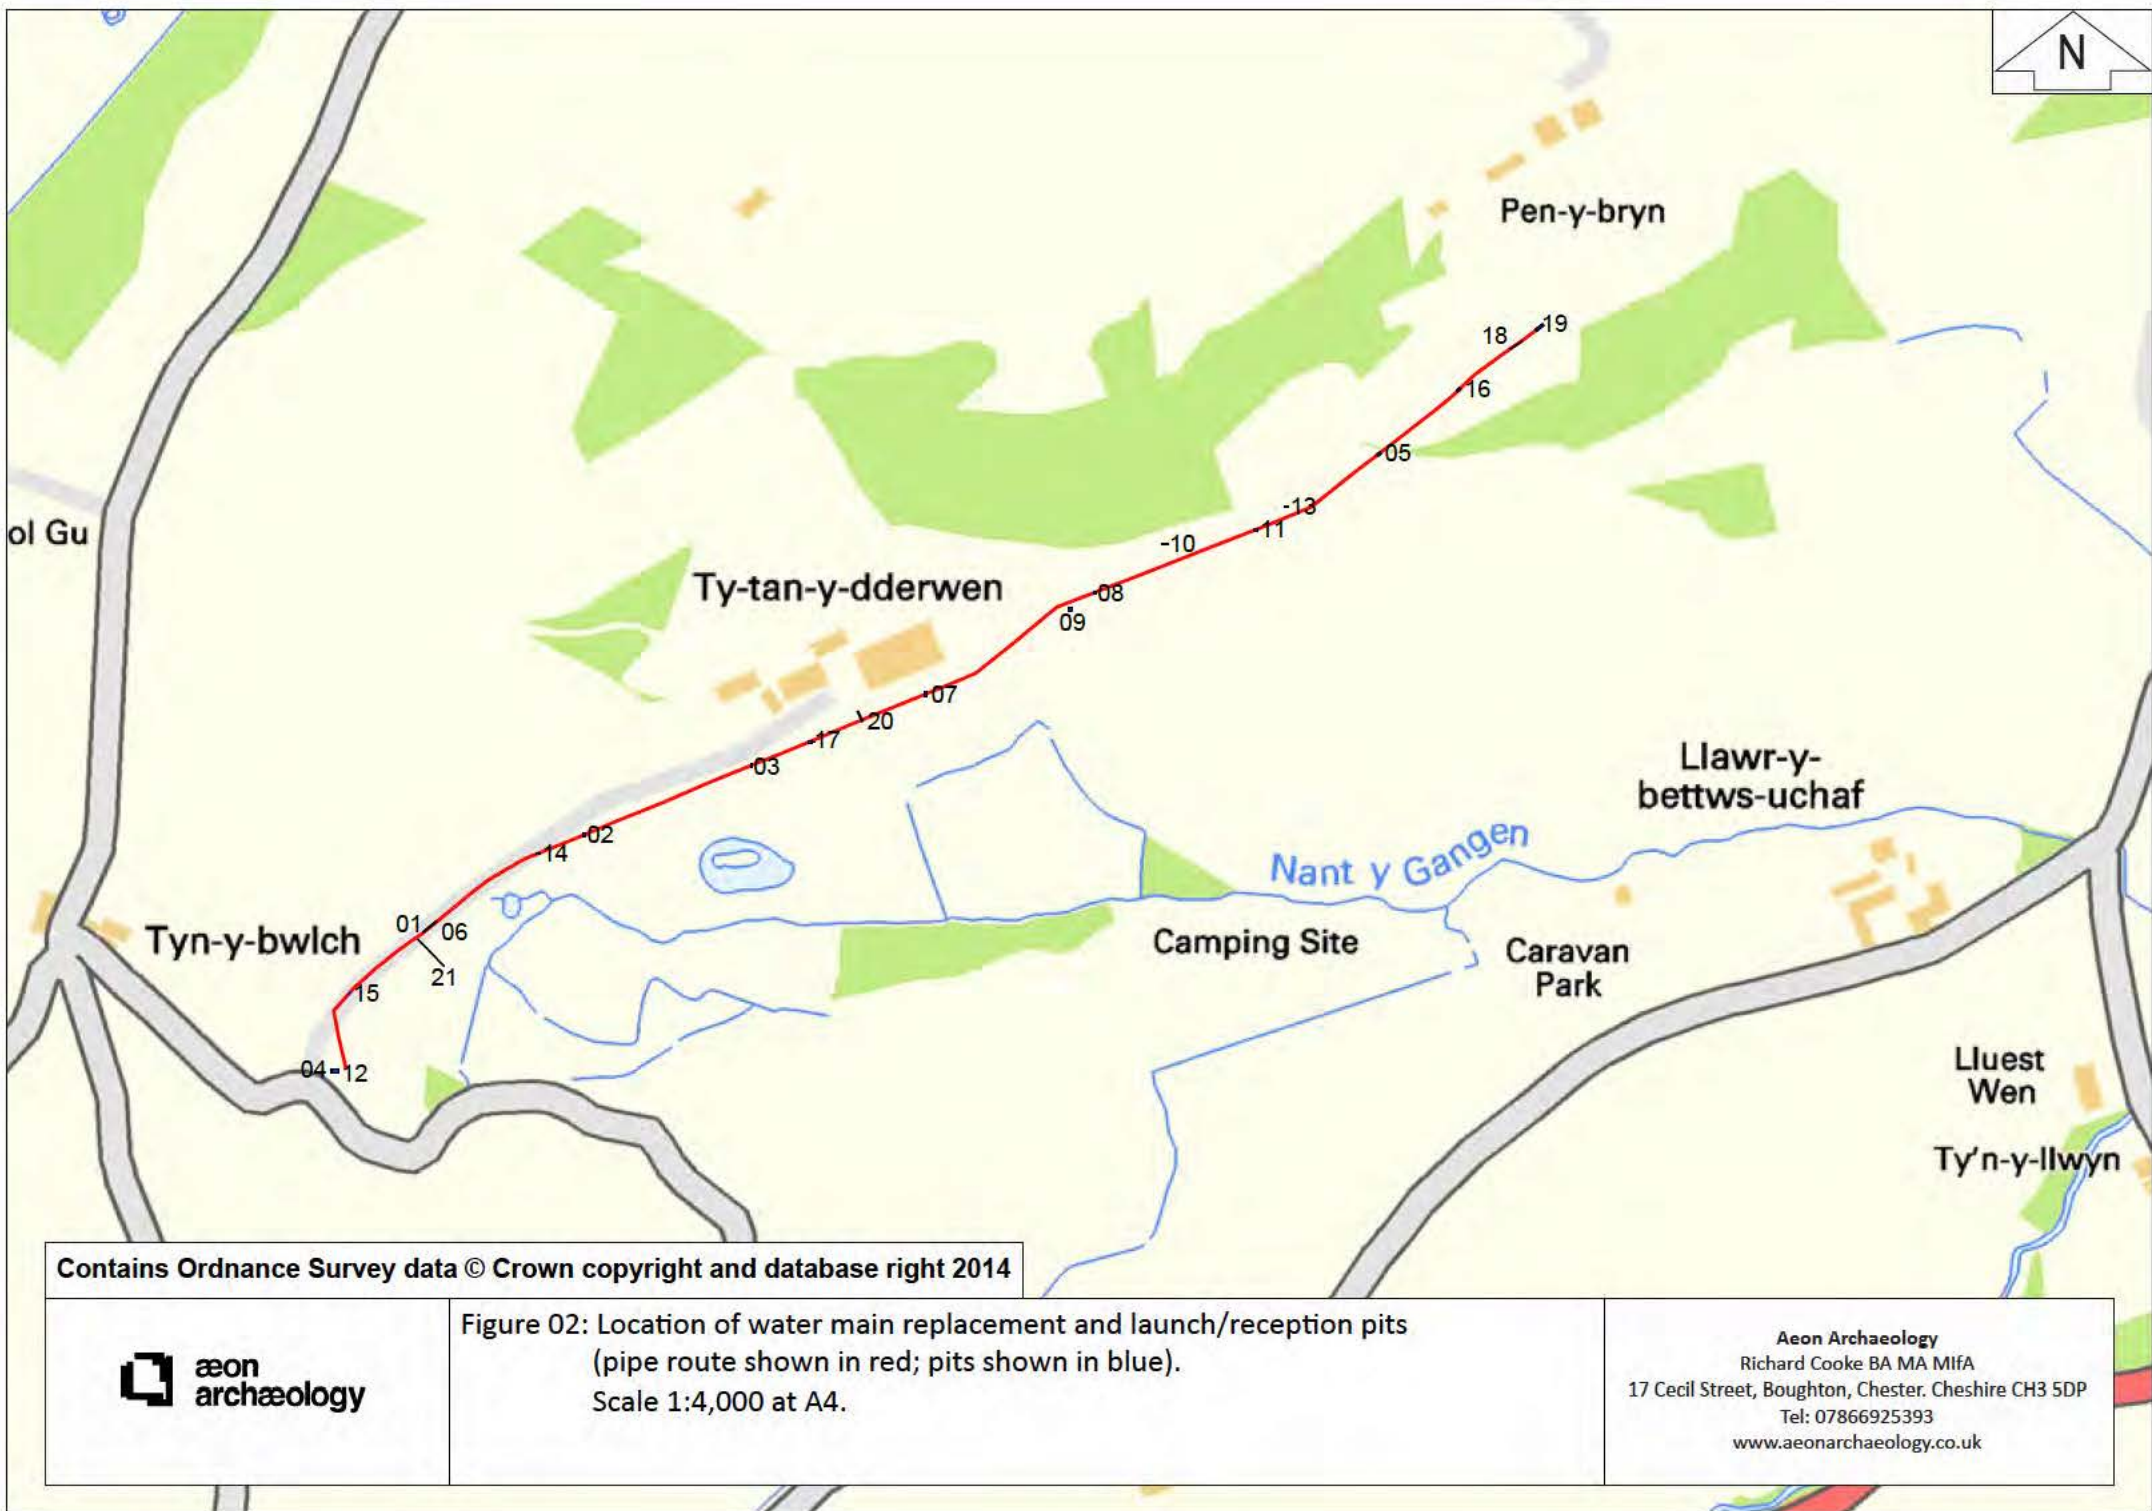 N
Pen-y-bryn
19
18
16
05
-13
-11
-10
ol Gu
Ty-tan-y-dderwen
-08
09
07
20
-17
03
02
-14
Llawr-y-
bettws-uchaf
Nant y Gangen
01
06
21
Tyn-y-bwlch
Camping Site
Caravan
Park
15
04
12
Lluest
Wen
Ty'n-y-llwyn
Contains Ordnance Survey data © Crown copyright and database right 2014
æon
archæology
Figure 02: Location of water main replacement and launch/reception pits
(pipe route shown in red; pits shown in blue).
Scale 1:4,000 at A4.
Aeon Archaeology
Richard Cooke BA MA MIfA
17 Cecil Street, Boughton, Chester. Cheshire CH3 5DP
Tel: 07866925393
www.aeonarchaeology.co.uk